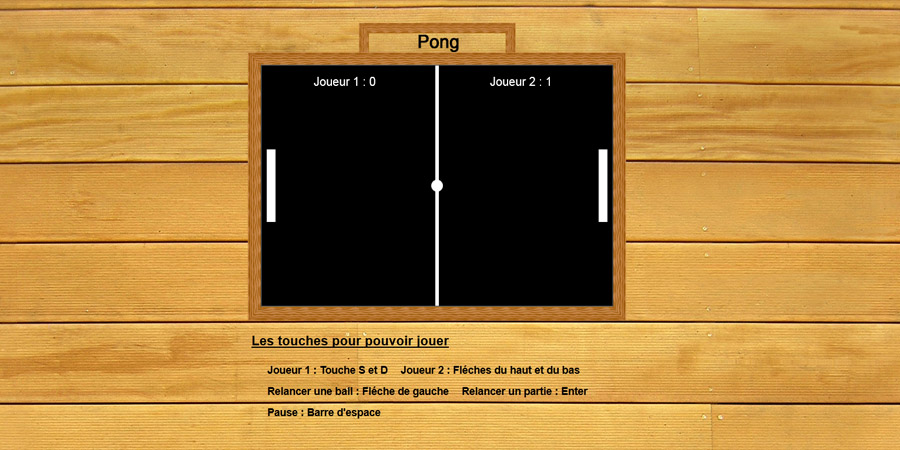 Pong
Joueur 1 : 0 Joueur 2 : 1
Les touches pour pouvoir jouer
Joueur 1 : Touche S et D Joueur 2 : Fléches du haut et du bas
Relancer une ball : Fléche de gauche Relancer un partie : Enter
Pause : Barre d'espace